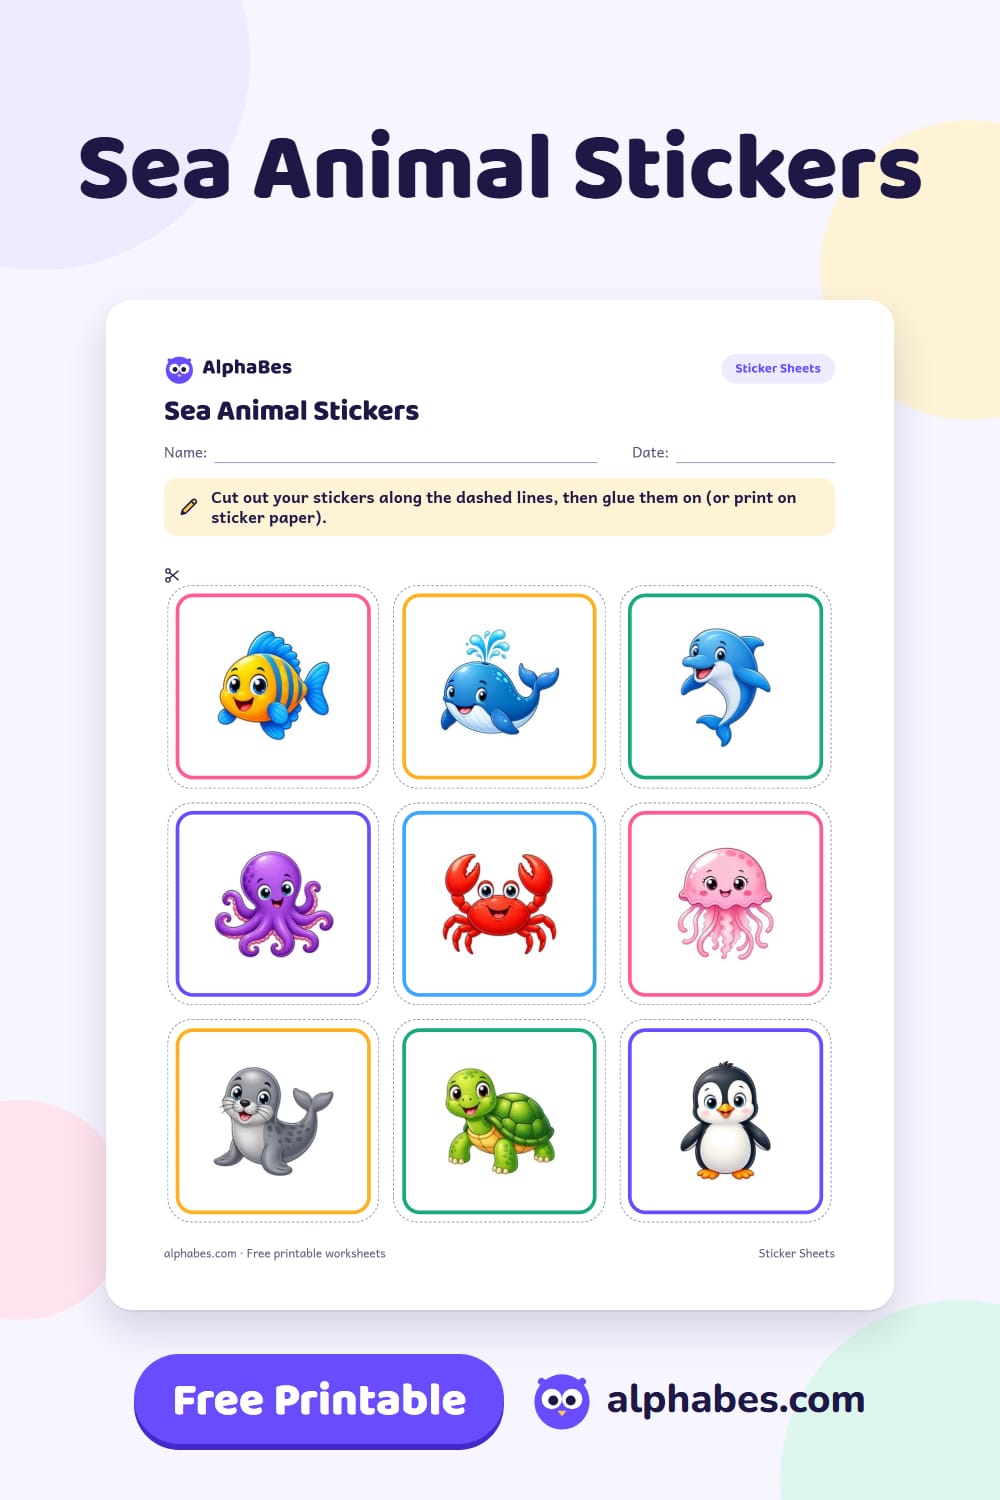 Sea Animal Stickers
AlphaBes
Sticker Sheets
Sea Animal Stickers
Name:
Date:
Cut out your stickers along the dashed lines, then glue them on (or print on
sticker paper).
alphabes.com · Free printable worksheets
Sticker Sheets
Free Printable
alphabes.com